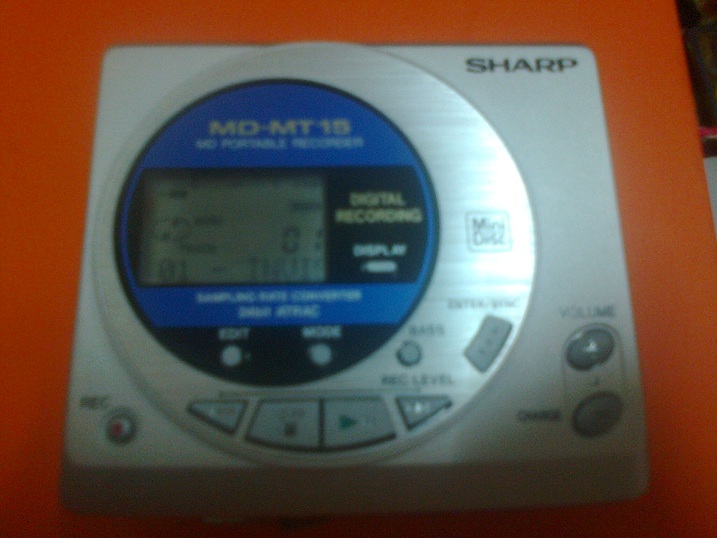 SHARP
MD-MT15
MD PORTABLE RECORDER
DIGITAL
RECORDING
DISPLAY
Mini
Disc
01 -
SAMPLING RATE CONVERTER
24bit ATRAC
EDIT
MODE
BASS
ENTER/SYNC
VOLUME
REC LEVEL
REC
CHARGE